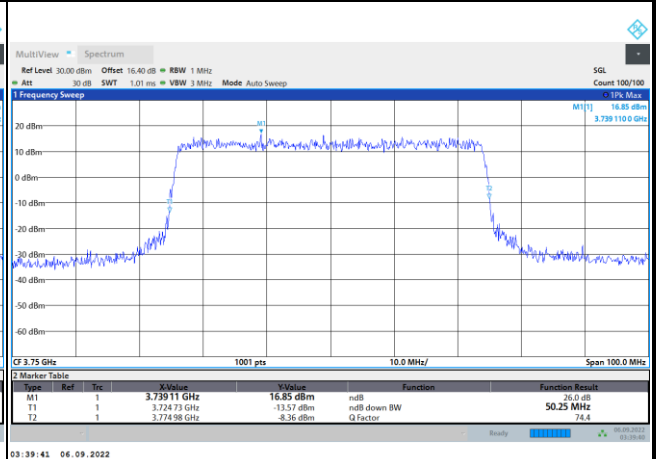 MultiView Spectrum
Ref Level 30.00 dBm Offset 16.40 dB RBW 1 MHz SGL
Att 30 dB SWT 1.01 ms VBW 3 MHz Mode Auto Sweep Count 100/100
1 Frequency Sweep 1Pk Max
M1[1] 16.85 dBm
3.739 110 0 GHz
M1
20 dBm
10 dBm
0 dBm
T1
T2
-10 dBm
-20 dBm
-30 dBm
-40 dBm
-50 dBm
-60 dBm
CF 3.75 GHz 1001 pts 10.0 MHz/ Span 100.0 MHz
2 Marker Table
Type Ref Trc X-Value Y-Value Function Function Result
M1 1 3.739 11 GHz 16.85 dBm ndB 26.0 dB
T1 1 3.724 73 GHz -13.57 dBm ndB down BW 50.25 MHz
T2 1 3.774 98 GHz -8.36 dBm Q Factor 74.4
Ready 06.09.2022
03:39:40
03:39:41 06.09.2022